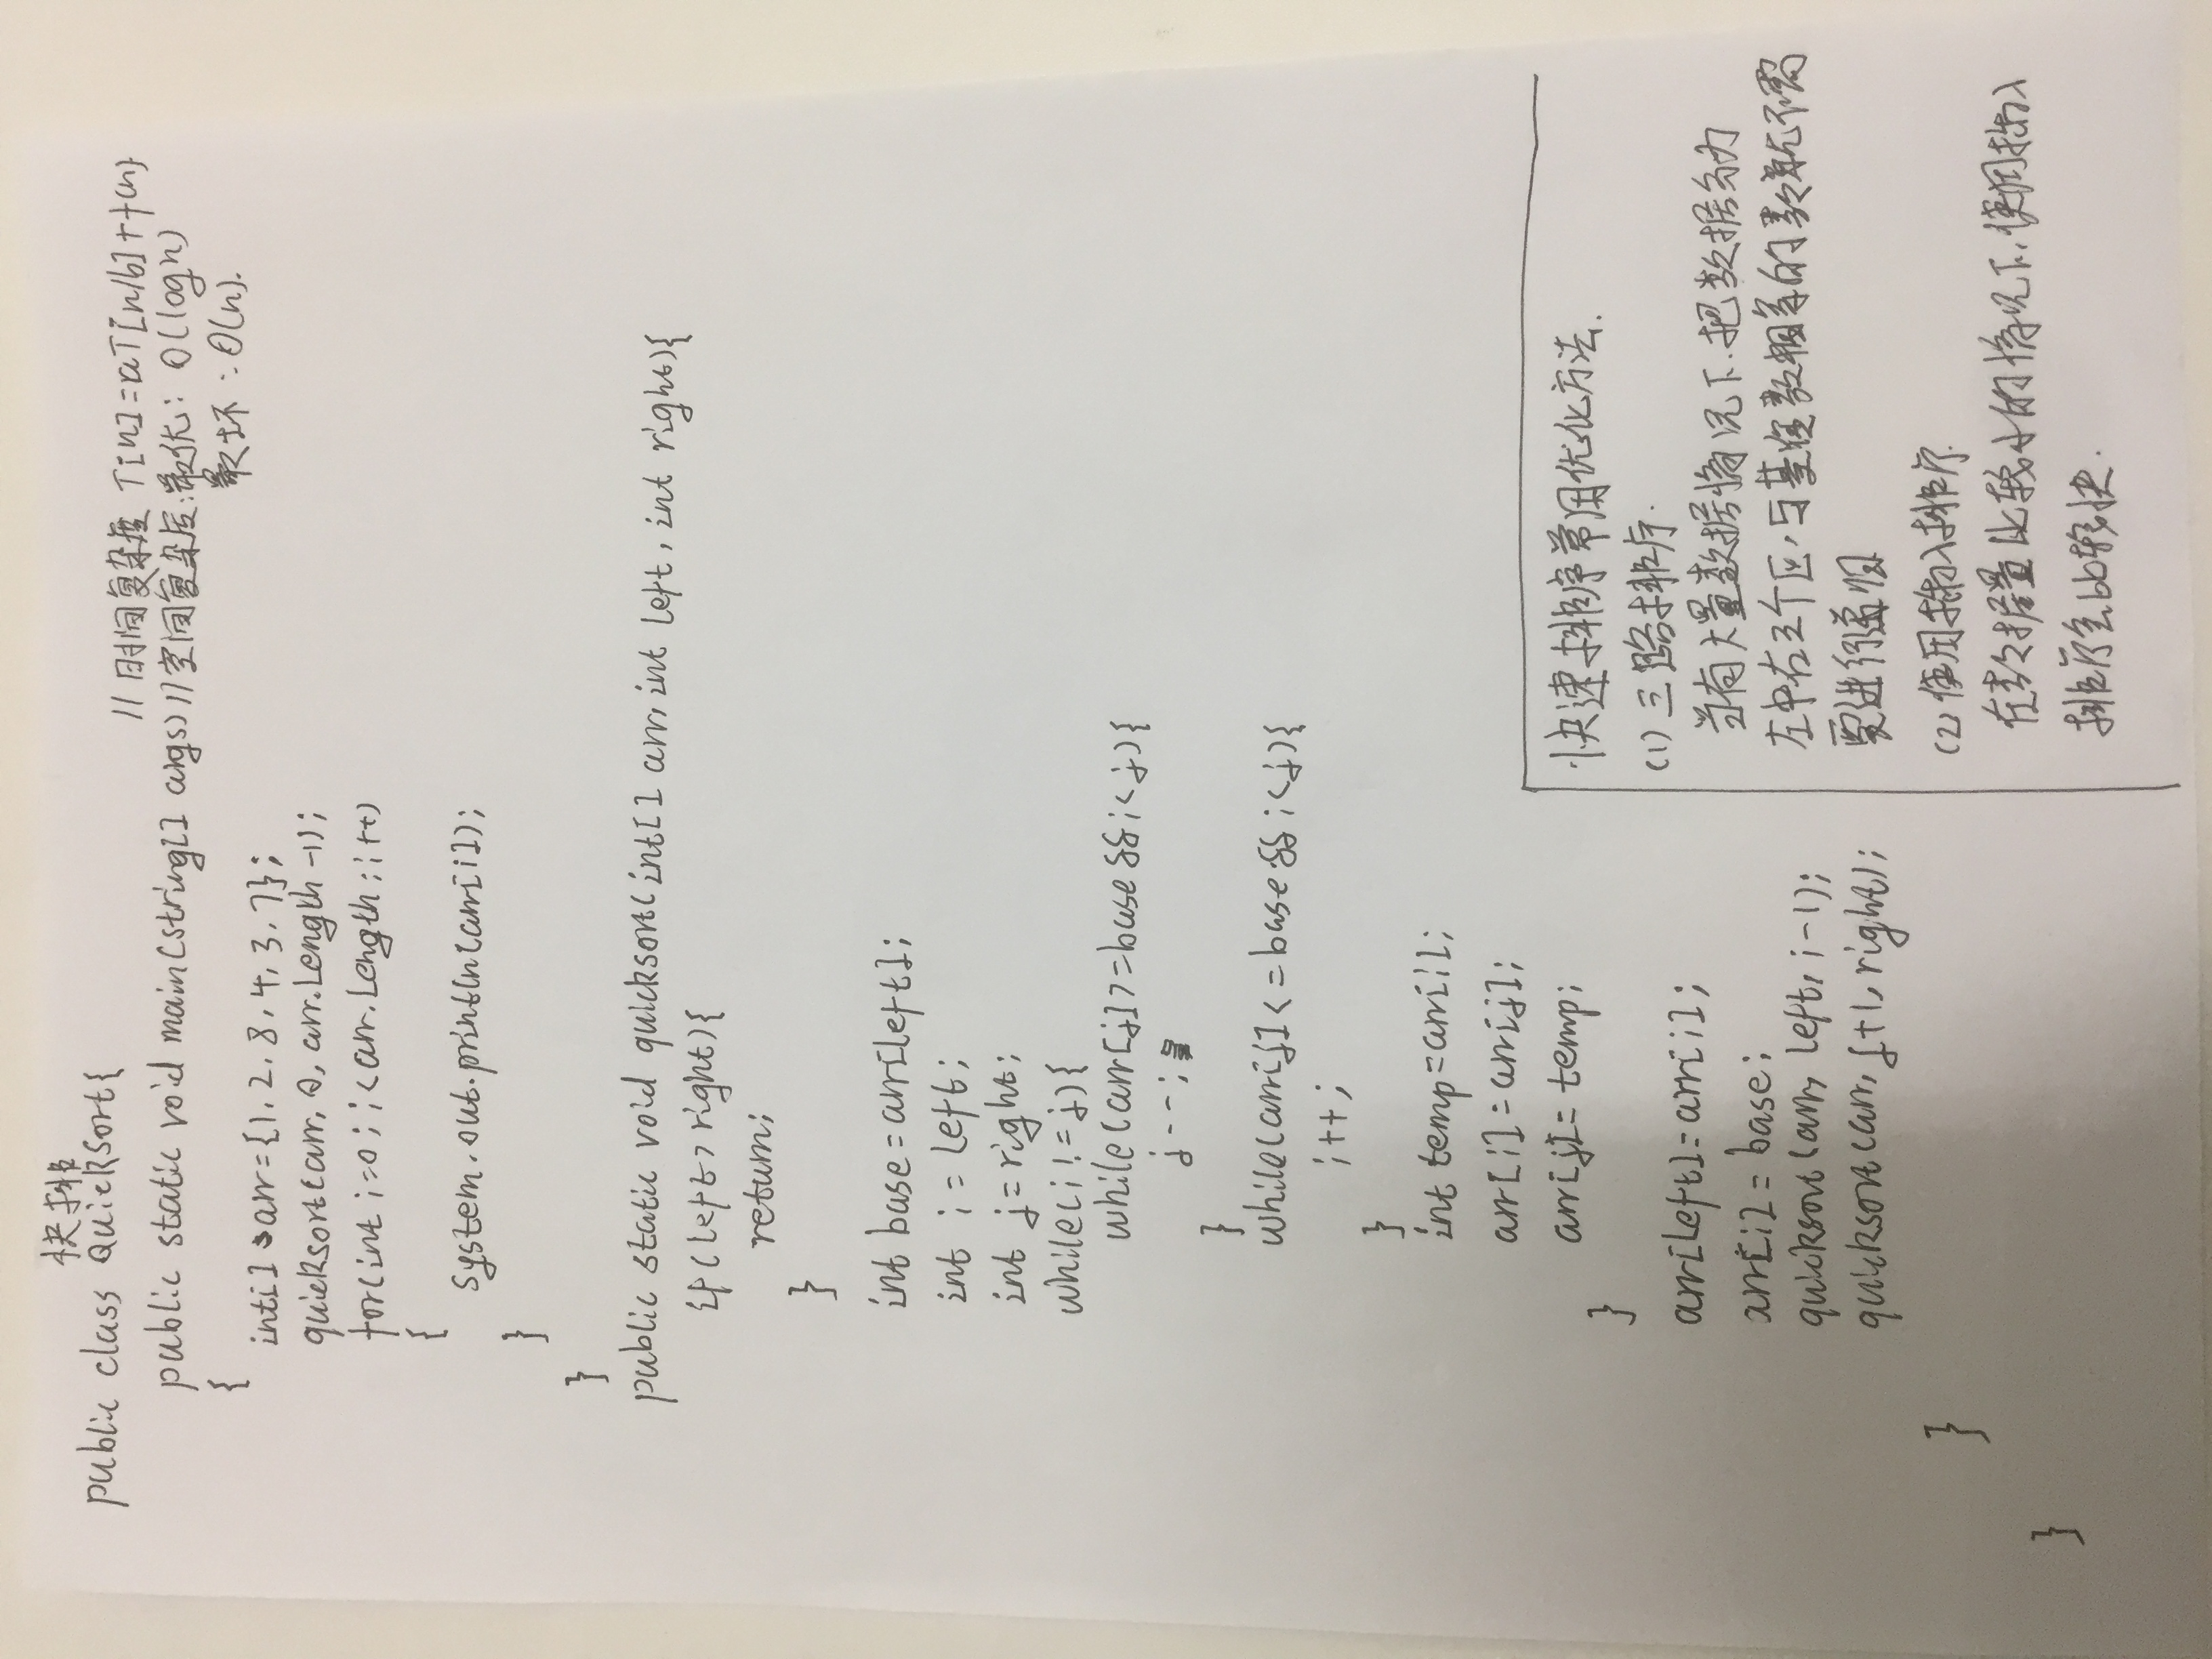 快排
public class QuickSort{
//时间复杂度 T[n]=aT[n/b]+f(n)
public static void main(string[] args) //空间复杂度:最优: O(logn)
最坏:O(n).
{
int[] arr={1,2,8,4,3,7};
quicksort(arr,0,arr.Length-1);
for(int i=0;i<arr.Length;i++)
{
System.out.println(arr[i]);
}
}
public static void quicksort(int[] arr,int left,int right){
if(left>right){
return;
}
int base=arr[left];
int i=left;
int j=right;
while(i!=j){
while(arr[j]>=base&&i<j){
j--;
}
while(arr[j]<=base&&i<j){
i++;
}
int temp=arr[i];
arr[i]=arr[j];
arr[j]=temp;
}
arr[left]=arr[i];
arr[i]=base;
quicksort(arr,left,i-1);
quicksort(arr,j+1,right);
}
}
快速排序常用优化方法.
(1)三路排序.
当有大量数据情况下.把数据分为
左中右三个区,与基准数相等的数就不需
要进行递归
(2)使用插入排序.
在数据量比较小的情况下,使用插入
排序会比较快.